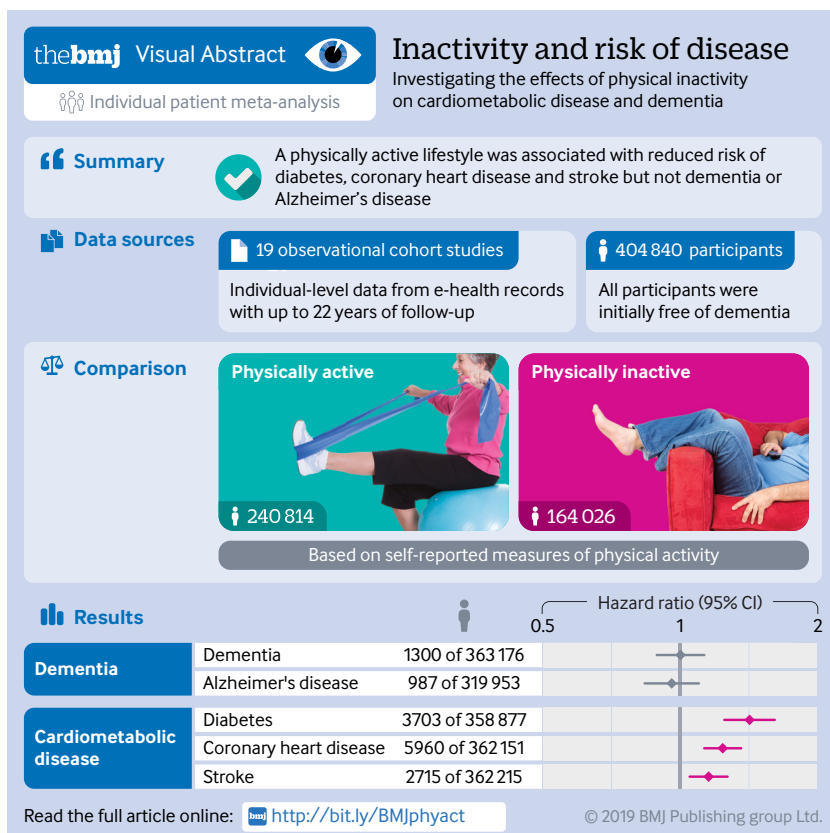 thebmj Visual Abstract
Individual patient meta-analysis
Inactivity and risk of disease
Investigating the effects of physical inactivity
on cardiometabolic disease and dementia
Summary
A physically active lifestyle was associated with reduced risk of
diabetes, coronary heart disease and stroke but not dementia or
Alzheimer's disease
Data sources
19 observational cohort studies
Individual-level data from e-health records
with up to 22 years of follow-up
404 840 participants
All participants were
initially free of dementia
Comparison
Physically active
240 814
Physically inactive
164 026
Based on self-reported measures of physical activity
Results
Hazard ratio (95% CI)
0.5 1 2
Dementia
Dementia 1300 of 363 176
Alzheimer's disease 987 of 319 953
Cardiometabolic
disease
Diabetes 3703 of 358 877
Coronary heart disease 5960 of 362 151
Stroke 2715 of 362 215
Read the full article online: bmj http://bit.ly/BMJphyact
© 2019 BMJ Publishing group Ltd.